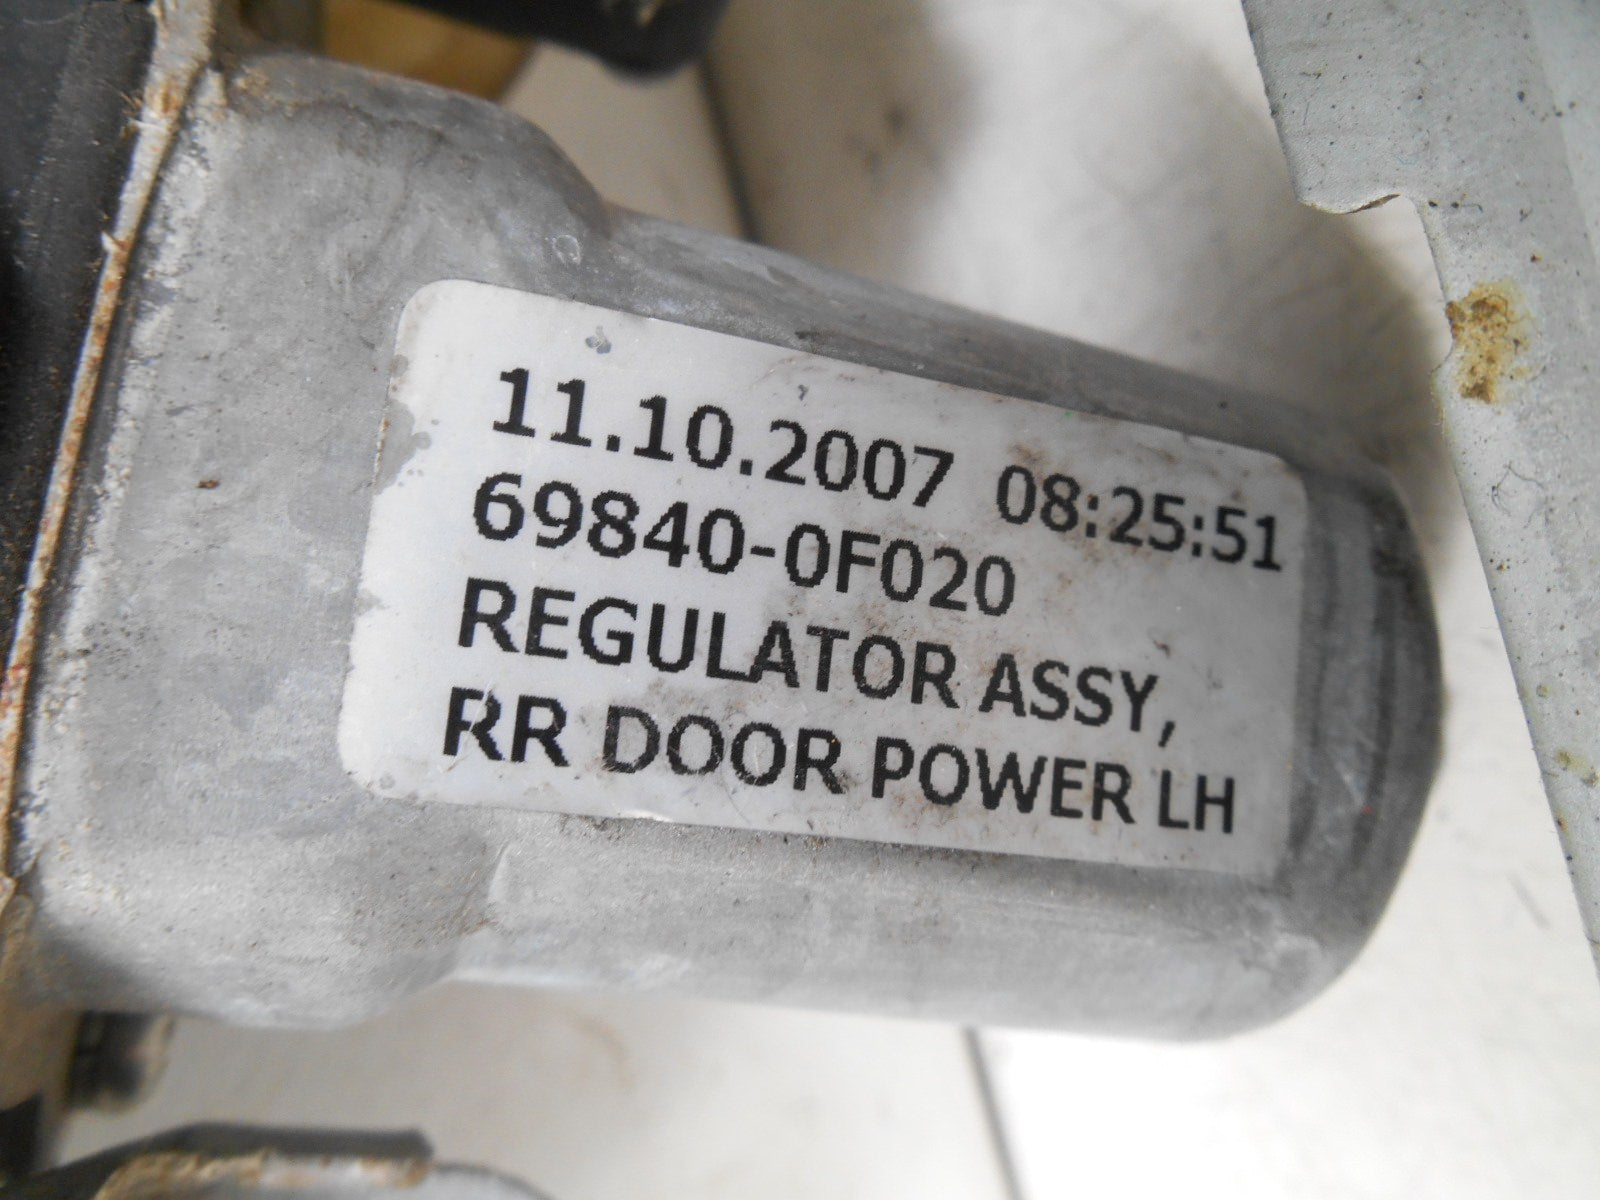 11.10.2007 08:25:51
69840-0F020
REGULATOR ASSY,
RR DOOR POWER LH